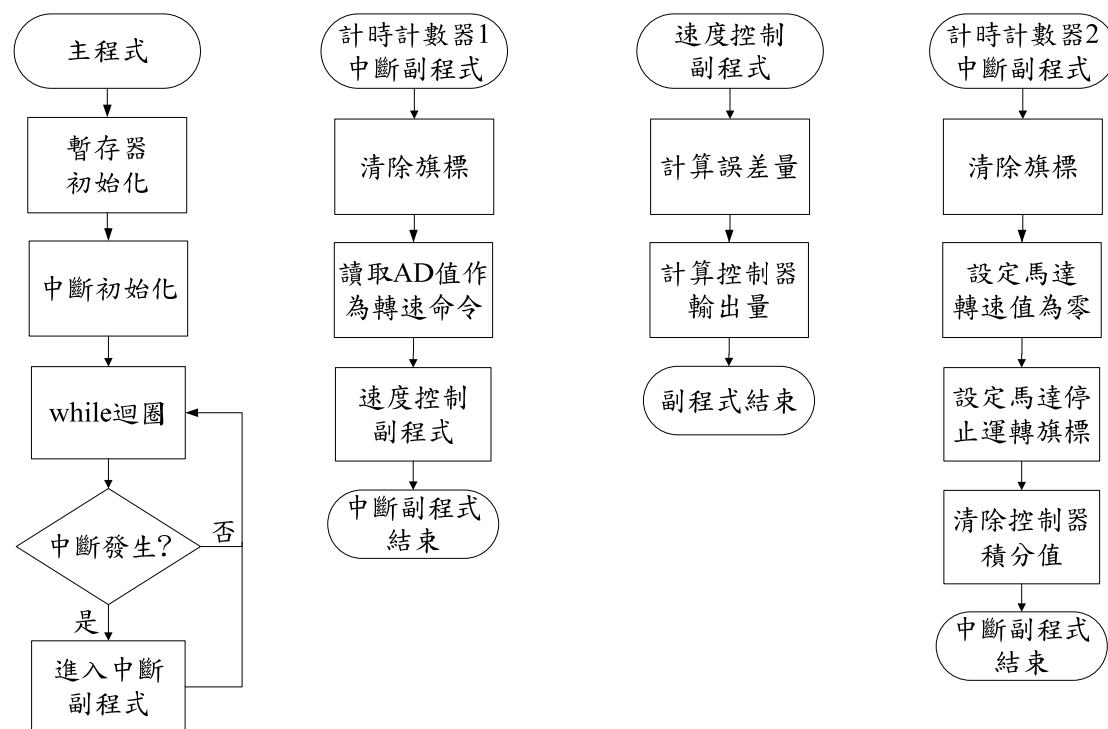 主程式
暫存器
初始化
中斷初始化
while迴圈
中斷發生?
否
是
進入中斷
副程式
計時計數器1
中斷副程式
清除旗標
讀取AD值作
為轉速命令
速度控制
副程式
中斷副程式
結束
速度控制
副程式
計算誤差量
計算控制器
輸出量
副程式結束
計時計數器2
中斷副程式
清除旗標
設定馬達
轉速值為零
設定馬達停
止運轉旗標
清除控制器
積分值
中斷副程式
結束